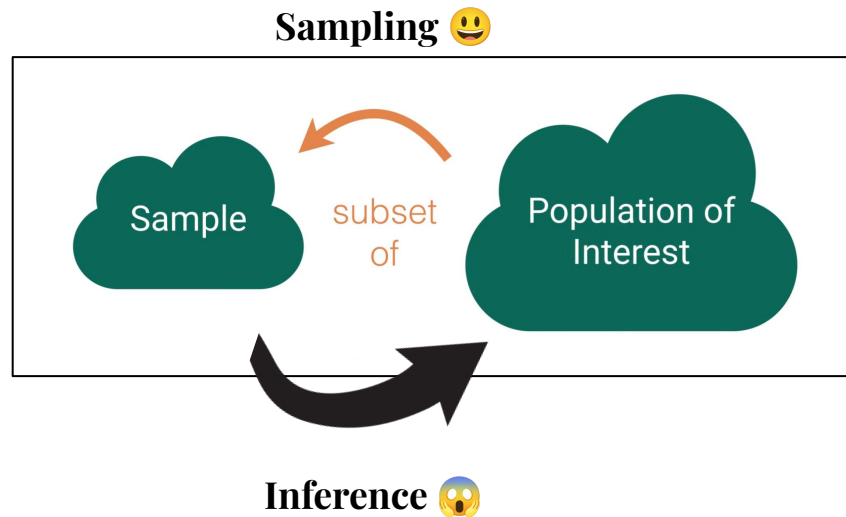 Sampling 😃
Sample
subset
of
Population of
Interest
Inference 😱